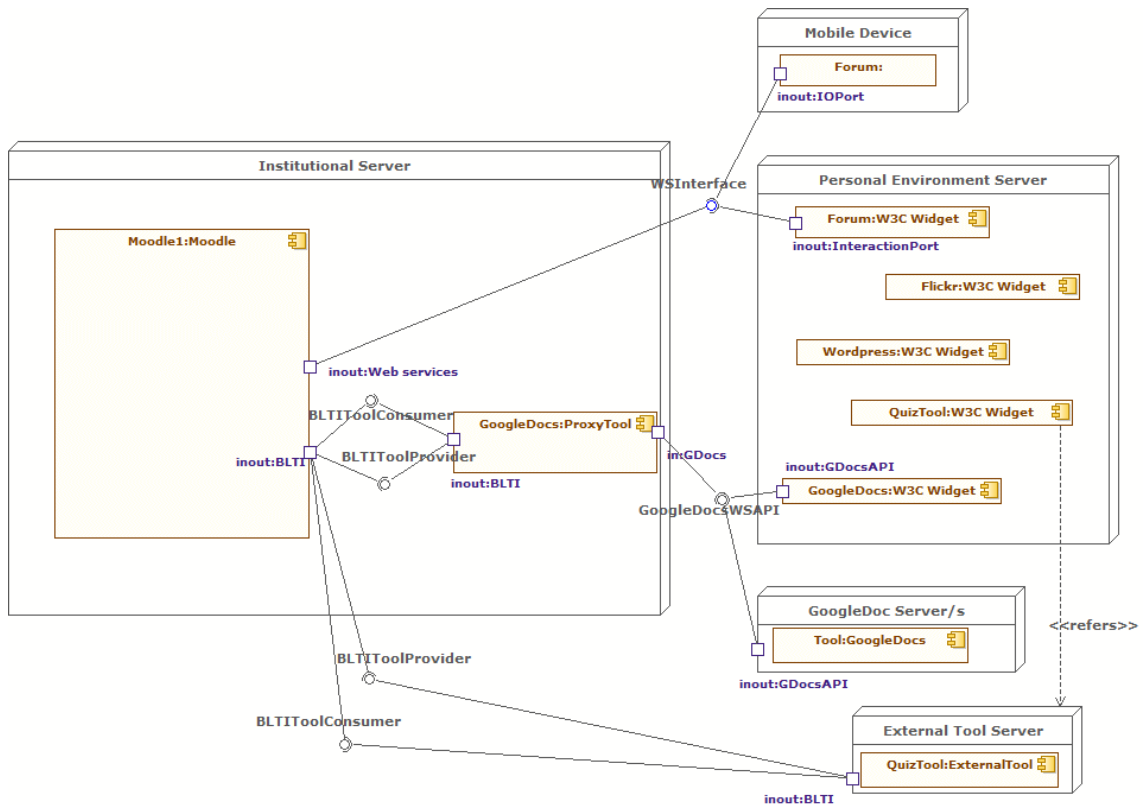 Mobile Device
Forum:
inout:IOPort
Institutional Server
WSInterface
Personal Environment Server
Forum:W3C Widget
inout:InteractionPort
Moodle1:Moodle
Flickr:W3C Widget
Wordpress:W3C Widget
inout:Web services
BLTIToolConsumer
QuizTool:W3C Widget
GoogleDocs:ProxyTool
BLTIToolProvider
inout:BLTI
in:GDocs
inout:GDocsAPI
inout:BLTI
GoogleDocs:W3C Widget
GoogleDocsWSAPI
GoogleDoc Server/s
<<refers>>
Tool:GoogleDocs
BLTIToolProvider
inout:GDocsAPI
BLTIToolConsumer
External Tool Server
QuizTool:ExternalTool
inout:BLTI